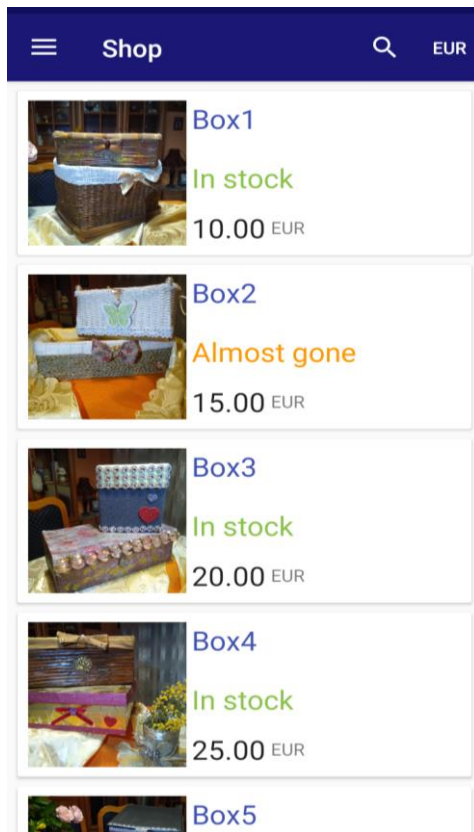 Shop EUR
Box1
In stock
10.00 EUR
Box2
Almost gone
15.00 EUR
Box3
In stock
20.00 EUR
Box4
In stock
25.00 EUR
Box5